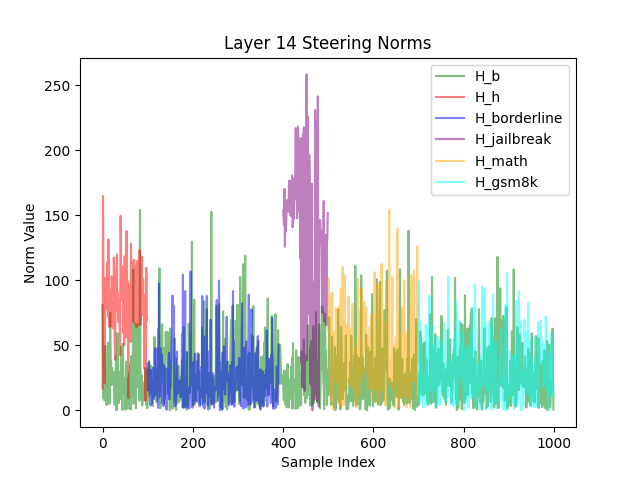 Layer 14 Steering Norms
Norm Value
250
200
150
100
50
0
H_b
H_h
H_borderline
H_jailbreak
H_math
H_gsm8k
0 200 400 600 800 1000
Sample Index